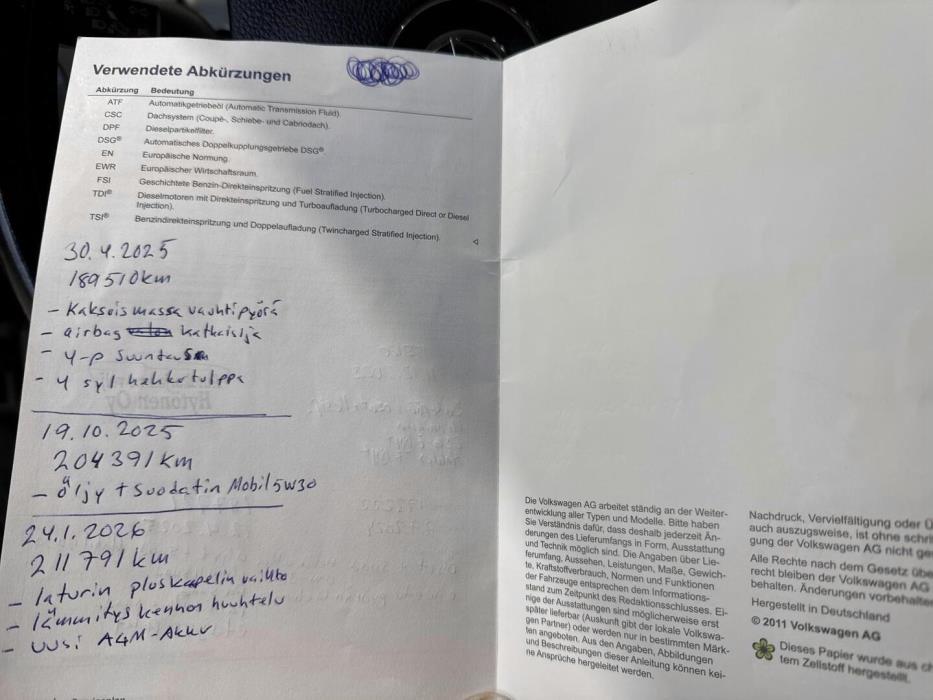 Verwendete Abkürzungen
Abkürzung Bedeutung
ATF Automatikgetriebeöl (Automatic Transmission Fluid).
CSC Dachsystem (Coupé-, Schiebe- und Cabriodach).
DPF Dieselpartikelfilter.
DSG® Automatisches Doppelkupplungsgetriebe DSG®.
EN Europäische Normung.
EWR Europäischer Wirtschaftsraum.
FSI Geschichtete Benzin-Direkteinspritzung (Fuel Stratified Injection).
TDI® Dieselmotoren mit Direkteinspritzung und Turboaufladung (Turbocharged Direct or Diesel
Injection).
TSI® Benzindirekteinspritzung und Doppelaufladung (Twincharged Stratified Injection).
30.4.2025
189510km
- Kaksois massa vauhtipyörä
- airbag katkaisija
- 4-p suuntaus
- 4 syl hehkutulppa
19.10.2025
204391km
- öljy + Suodatin Mobil 5W30
24.1.2026
211791km
- laturin ploskapelin vaihto
- lämmityskennon huuhtelu
- uusi AGM-Akku
Die Volkswagen AG arbeitet ständig an der Weiter-
entwicklung aller Typen und Modelle. Bitte haben
Sie Verständnis dafür, dass deshalb jederzeit Än-
derungen des Lieferumfangs in Form, Ausstattung
und Technik möglich sind. Die Angaben über Lie-
ferumfang, Aussehen, Leistungen, Maße, Gewich-
te, Kraftstoffverbrauch, Normen und Funktionen
der Fahrzeuge entsprechen dem Informations-
stand zum Zeitpunkt des Redaktionsschlusses. Ei-
nige der Ausstattungen sind möglicherweise erst
später lieferbar (Auskunft gibt der lokale Volkswa-
gen Partner) oder werden nur in bestimmten Märk-
ten angeboten. Aus den Angaben, Abbildungen
und Beschreibungen dieser Anleitung können kei-
ne Ansprüche hergeleitet werden.
Nachdruck, Vervielfältigung oder Ü
auch auszugsweise, ist ohne schri
gung der Volkswagen AG nicht ge
Alle Rechte nach dem Gesetz übe
recht bleiben der Volkswagen AG
behalten. Änderungen vorbehalte
Hergestellt in Deutschland
© 2011 Volkswagen AG
Dieses Papier wurde aus ch
tem Zellstoff hergestellt.